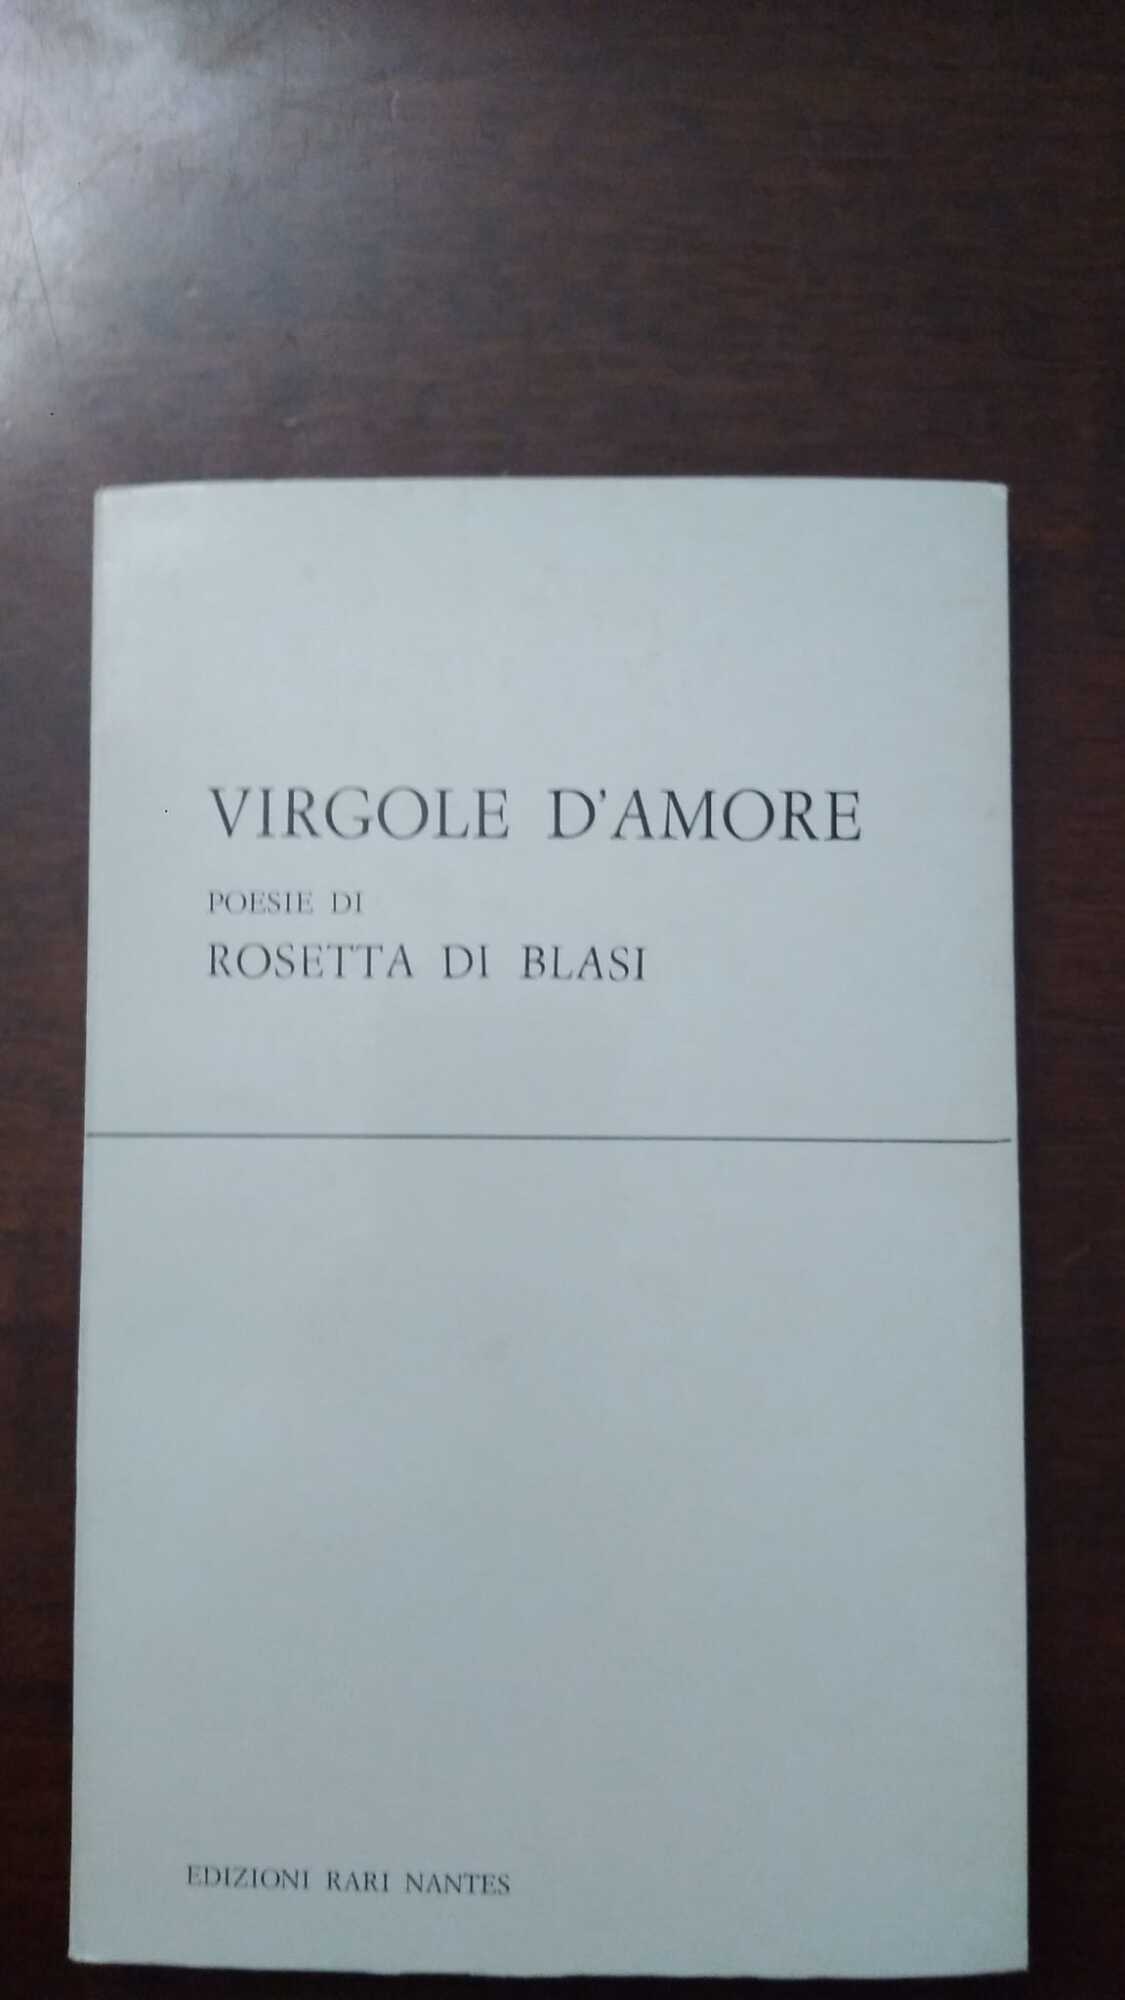 VIRGOLE D'AMORE
POESIE DI
ROSETTA DI BLASI
EDIZIONI RARI NANTES